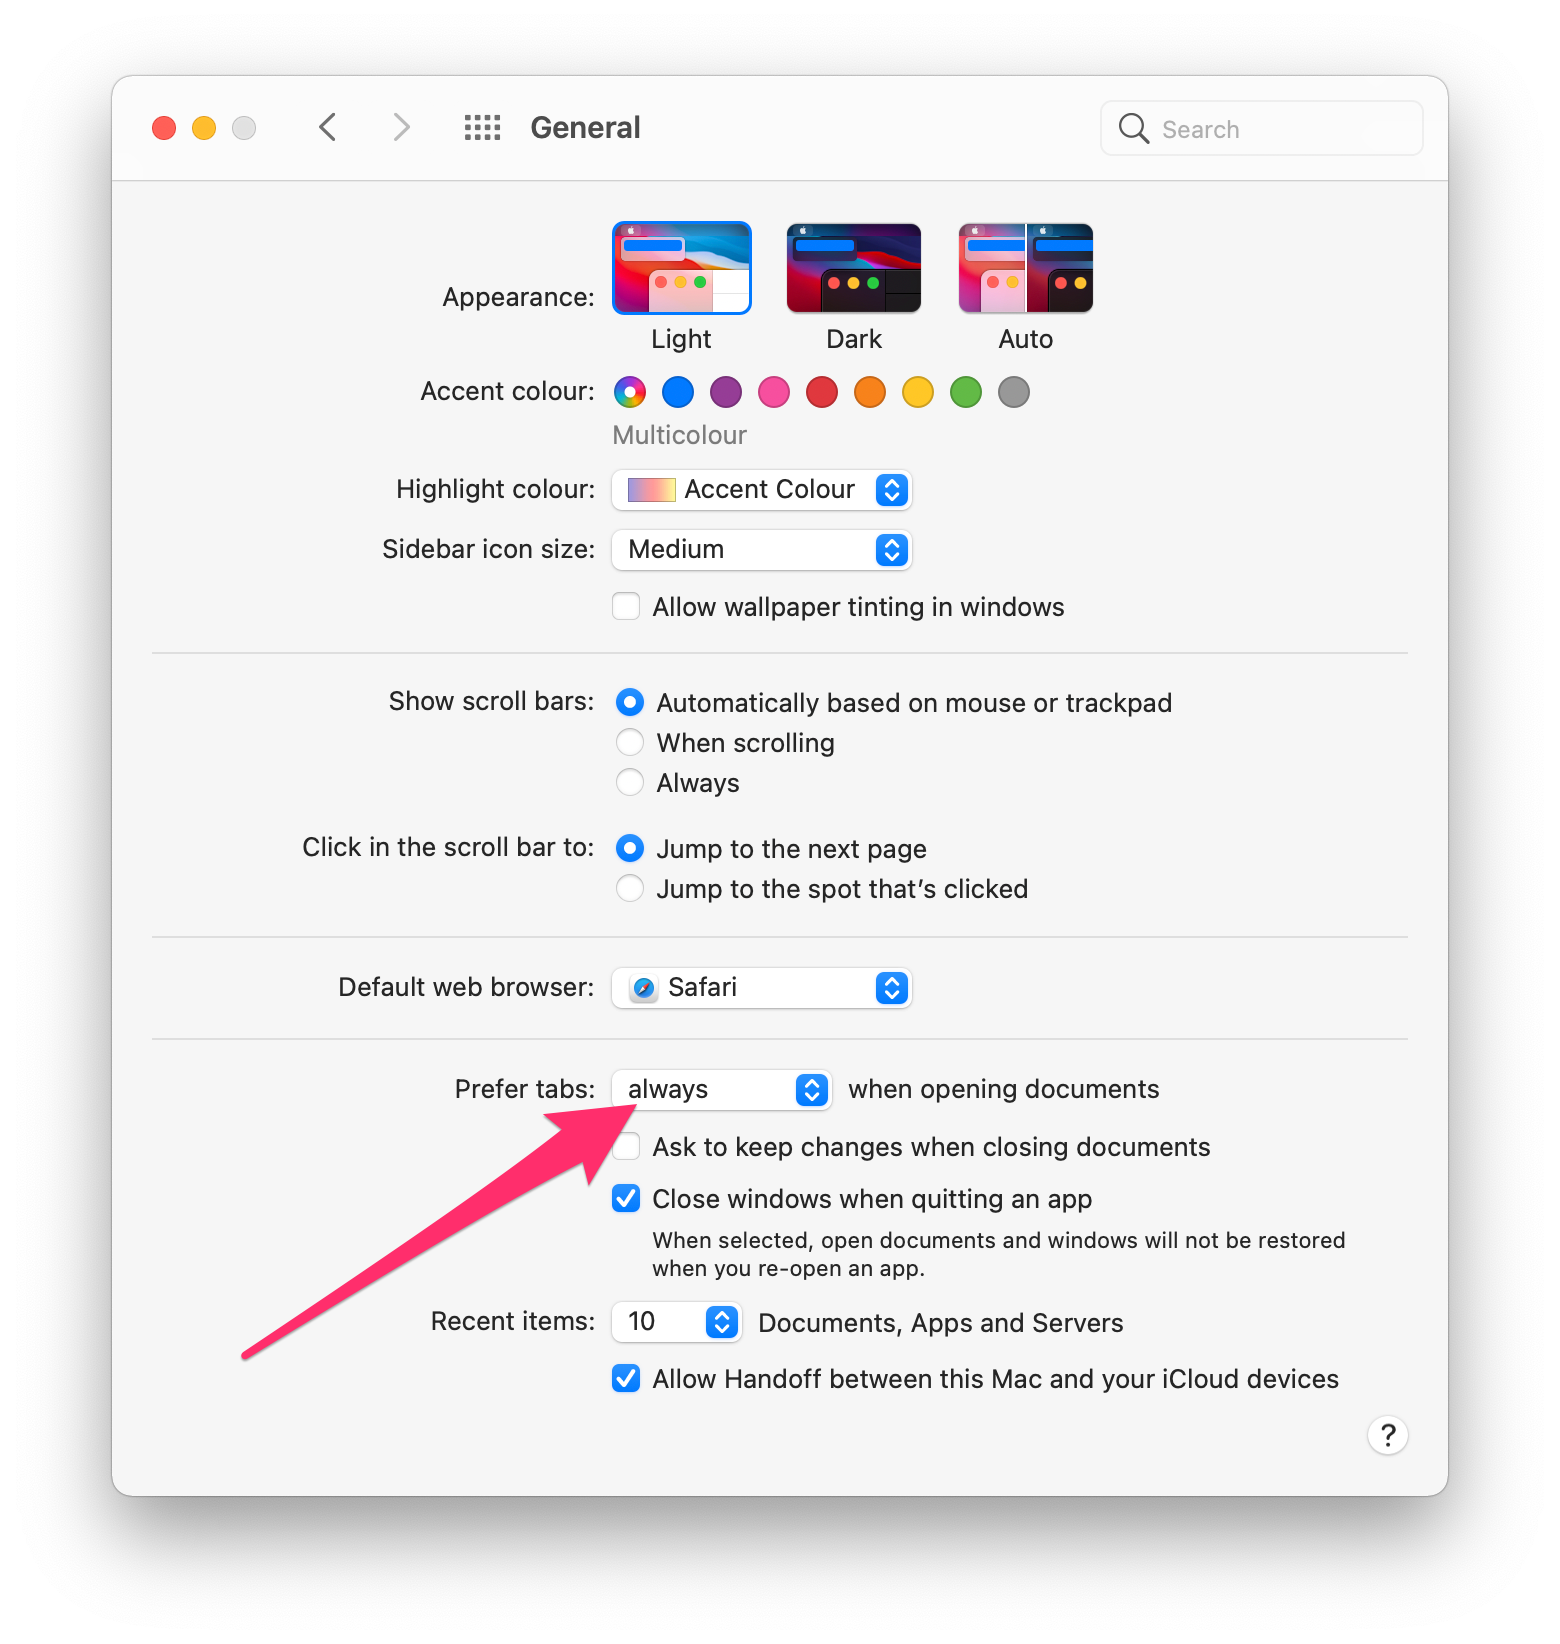 General
Search
Appearance:
Light
Dark
Auto
Accent colour:
Multicolour
Highlight colour: Accent Colour
Sidebar icon size: Medium
Allow wallpaper tinting in windows
Show scroll bars: Automatically based on mouse or trackpad
When scrolling
Always
Click in the scroll bar to: Jump to the next page
Jump to the spot that’s clicked
Default web browser: Safari
Prefer tabs: always when opening documents
Ask to keep changes when closing documents
Close windows when quitting an app
When selected, open documents and windows will not be restored
when you re-open an app.
Recent items: 10 Documents, Apps and Servers
Allow Handoff between this Mac and your iCloud devices
?